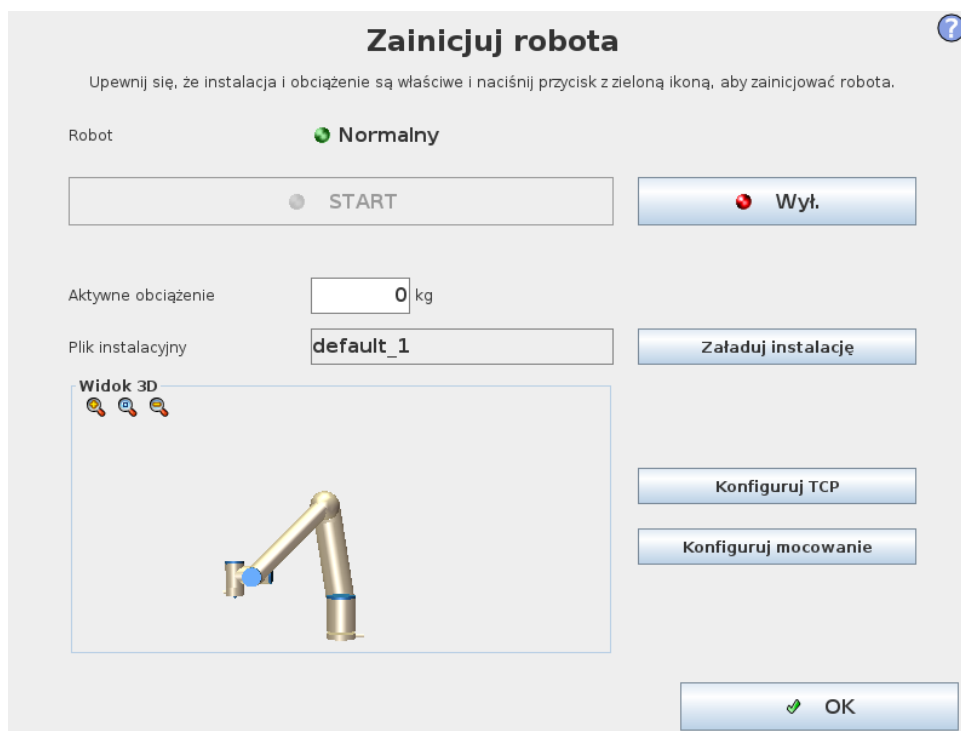 Zainicjuj robota
?
Upewnij się, że instalacja i obciążenie są właściwe i naciśnij przycisk z zieloną ikoną, aby zainicjować robota.
Robot
Normalny
START
Wył.
Aktywne obciążenie
0 kg
Plik instalacyjny
default_1
Załaduj instalację
Widok 3D
Konfiguruj TCP
Konfiguruj mocowanie
OK